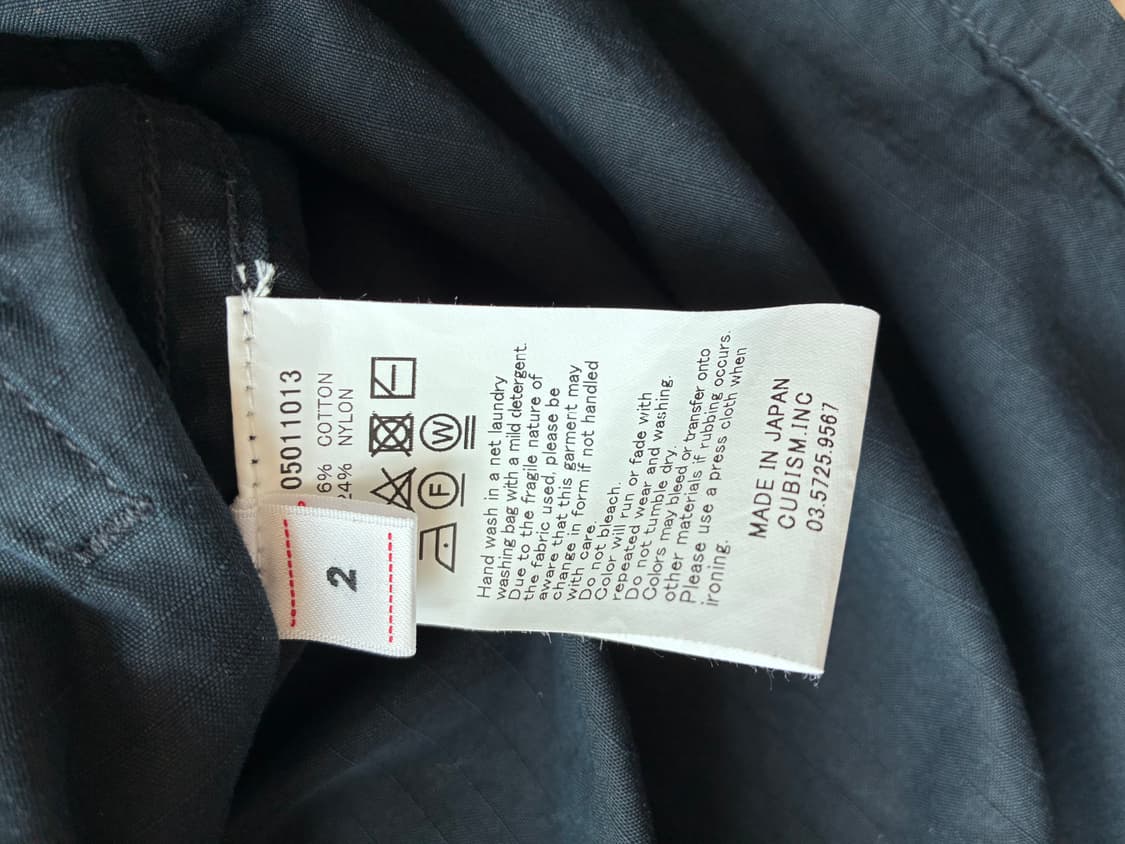 05011013
6% COTTON
24% NYLON
F
W
Hand wash in a net laundry
washing bag with a mild detergent.
Due to the fragile nature of
the fabric used, please be
aware that this garment may
change in form if not handled
with care.
Do not bleach.
Color will run or fade with
repeated wear and washing.
Do not tumble dry.
Colors may bleed or transfer onto
other materials if rubbing occurs.
Please use a press cloth when
ironing.
MADE IN JAPAN
CUBISM.INC
03.5725.9567
2